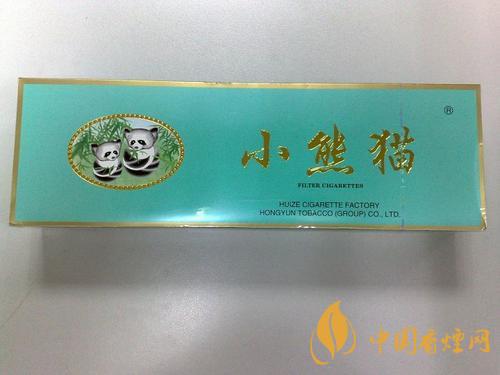 小熊猫
®
FILTER CIGARETTES
HUIZE CIGARETTE FACTORY
HONGYUN TOBACCO (GROUP) CO., LTD.
中国香烟网